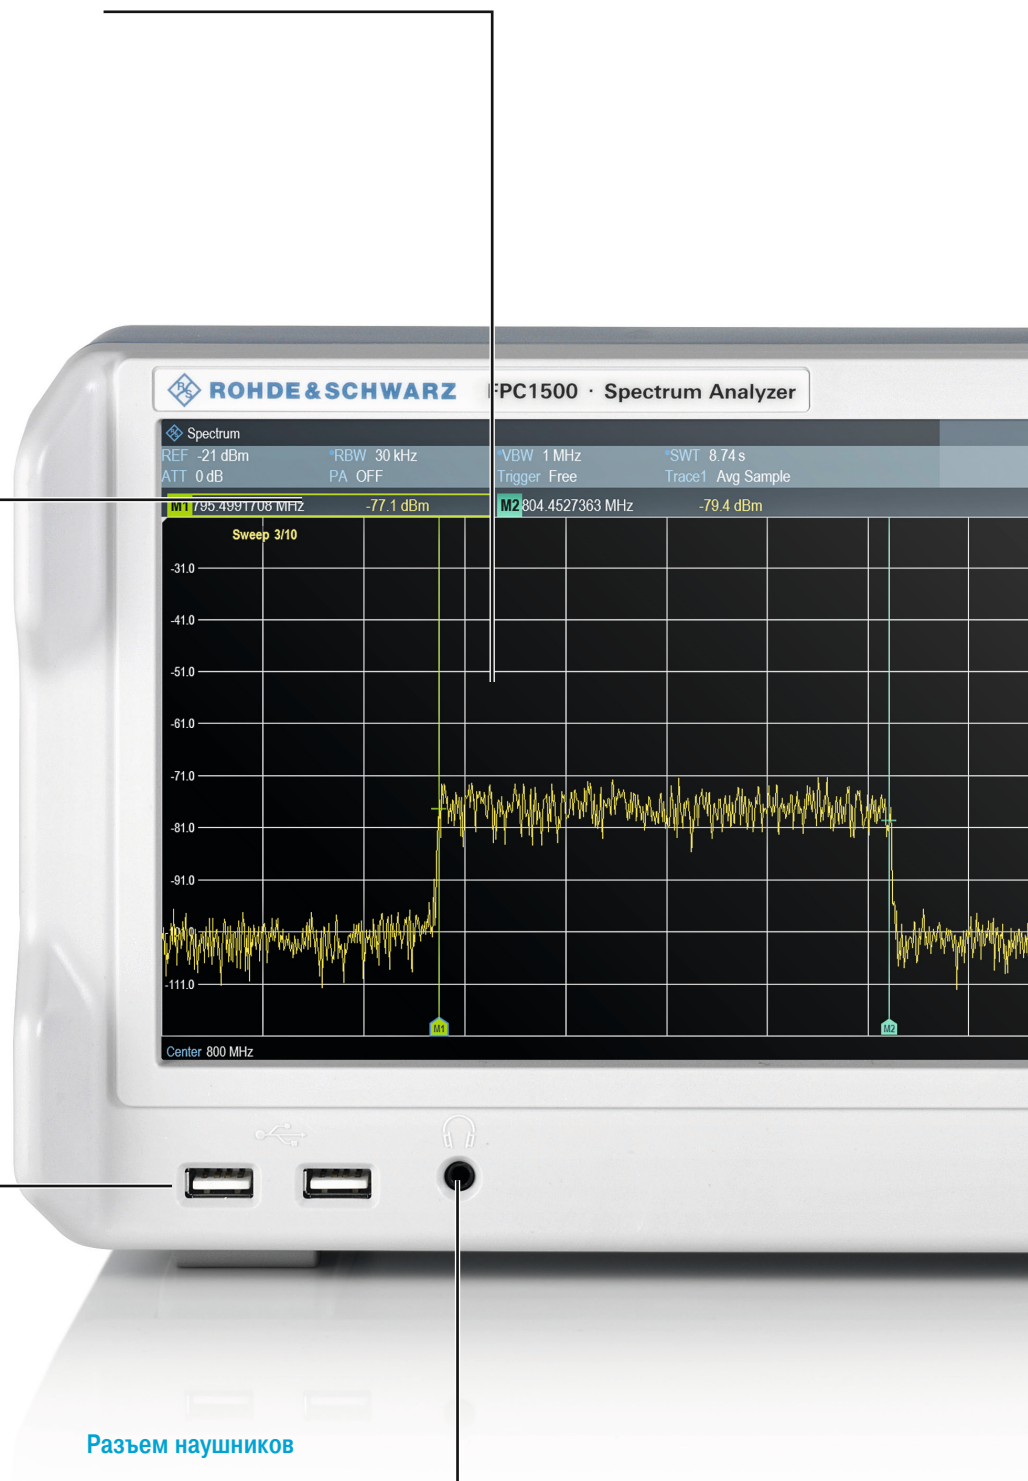 ROHDE&SCHWARZ FPC1500 · Spectrum Analyzer
Spectrum
REF -21 dBm *RBW 30 kHz *VBW 1 MHz *SWT 8.74 s
ATT 0 dB PA OFF Trigger Free Trace1 Avg Sample
M1 795.4991708 MHz -77.1 dBm M2 804.4527363 MHz -79.4 dBm
Sweep 3/10
-31.0
-41.0
-51.0
-61.0
-71.0
-81.0
-91.0
-111.0
M1 M2
Center 800 MHz
Разъем наушников